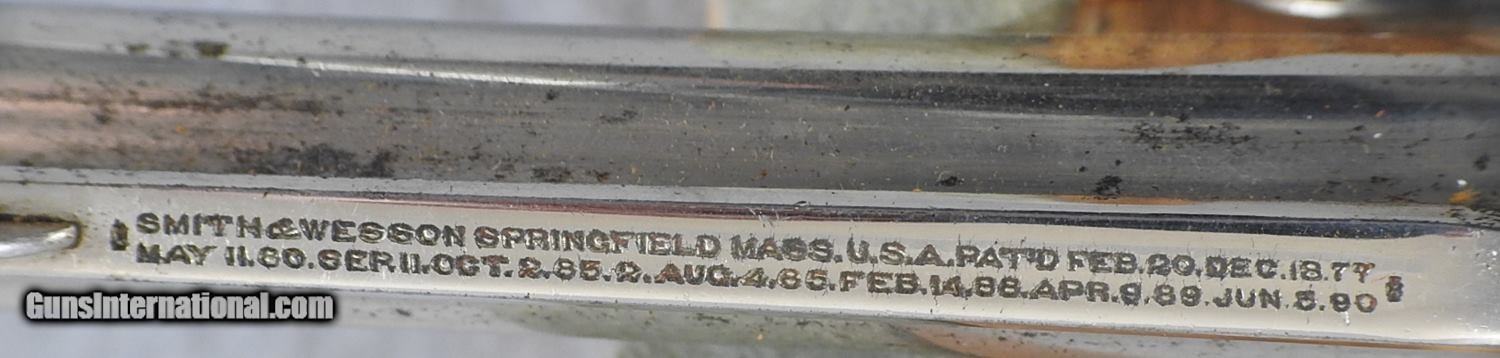 SMITH & WESSON SPRINGFIELD MASS. U.S.A. PAT'D FEB. 20, DEC. 18. 77
MAY 11. 80. SEP. 11. OCT. 2. 85. 2. AUG. 4. 85. FEB. 14. 88. APR. 9. 89. JUN. 5. 90
GunsInternational.com